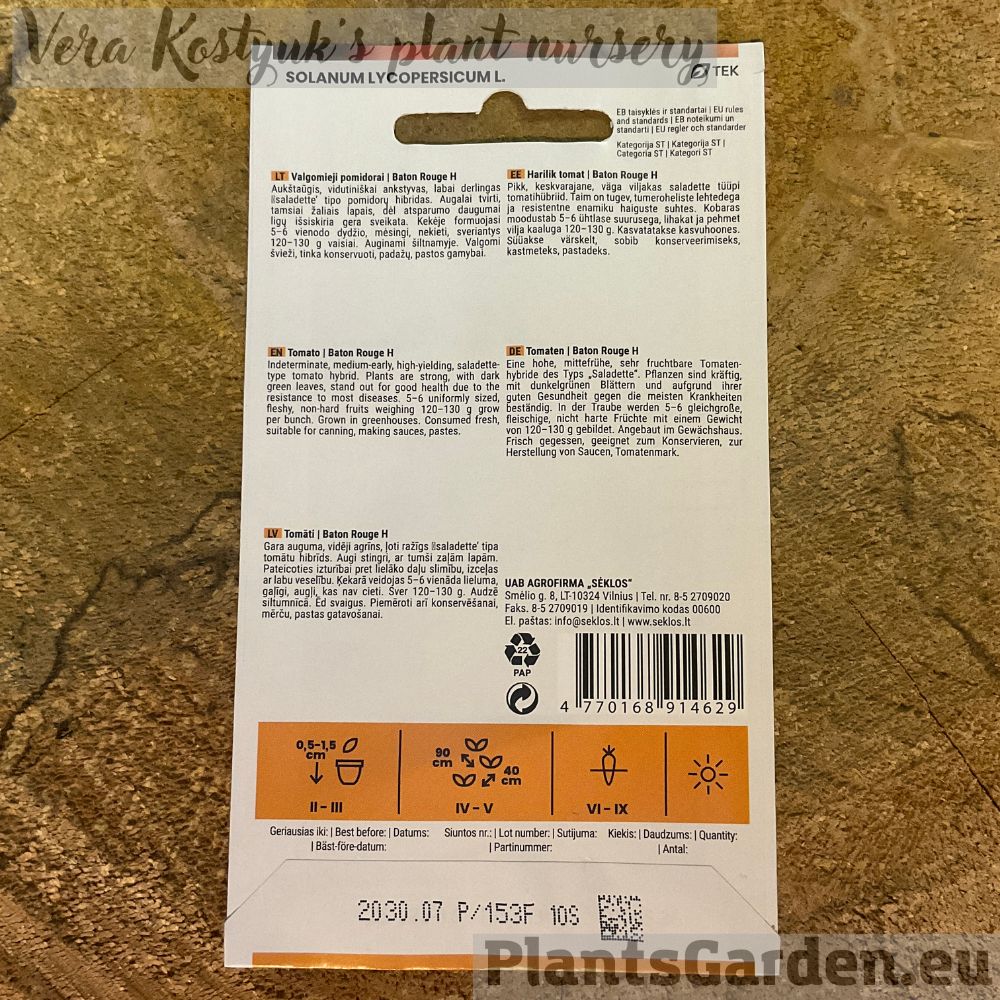 Vera Kostyuk's plant nursery
SOLANUM LYCOPERSICUM L.
TEK
EB taisyklės ir standartai | EU rules
and standards | EB noteikumi un
standarti | EU regler och standarder
Kategorija ST | Kategorija ST |
Categoria ST | Kategori ST
LT Valgomieji pomidorai | Baton Rouge H
Aukštaūgis, vidutiniškai ankstyvas, labai derlingas
„saladette‘ tipo pomidorų hibridas. Augalai tvirti,
tamsiai žaliais lapais, dėl atsparumo daugumai
ligų išsiskiria gera sveikata. Kekėje formuojasi
5–6 vienodo dydžio, mėsingi, nekieti, sveriantys
120–130 g vaisiai. Auginami šiltnamyje. Valgomi
švieži, tinka konservuoti, padažų, pastos gamybai.
EE Harilik tomat | Baton Rouge H
Pikk, keskvarajane, väga viljakas saladette tüüpi
tomatihübriid. Taim on tugev, tumeroheliste lehtedega
ja resistentne enamiku haiguste suhtes. Kobaras
moodustab 5–6 ühtlase suurusega, lihakat ja pehmet
vilja kaaluga 120–130 g. Kasvatatakse kasvuhoones.
Süüakse värskelt, sobib konserveerimiseks,
kastmeteks, pastadeks.
EN Tomato | Baton Rouge H
Indeterminate, medium-early, high-yielding, saladette-
type tomato hybrid. Plants are strong, with dark
green leaves, stand out for good health due to the
resistance to most diseases. 5–6 uniformly sized,
fleshy, non-hard fruits weighing 120–130 g grow
per bunch. Grown in greenhouses. Consumed fresh,
suitable for canning, making sauces, pastes.
DE Tomaten | Baton Rouge H
Eine hohe, mittefrühe, sehr fruchtbare Tomaten-
hybride des Typs „Saladette“. Pflanzen sind kräftig,
mit dunkelgrünen Blättern und aufgrund ihrer
guten Gesundheit gegen die meisten Krankheiten
beständig. In der Traube werden 5–6 gleichgroße,
fleischige, nicht harte Früchte mit einem Gewicht
von 120–130 g gebildet. Angebaut im Gewächshaus.
Frisch gegessen, geeignet zum Konservieren, zur
Herstellung von Saucen, Tomatenmark.
LV Tomāti | Baton Rouge H
Gara auguma, vidēji agrīns, ļoti ražīgs „saladette‘ tipa
tomātu hibrīds. Augi stingri, ar tumši zaļām lapām.
Pateicoties izturībai pret lielāko daļu slimību, izceļas
ar labu veselību. Ķekarā veidojas 5–6 vienāda lieluma,
gaļīgi, augļi, kas nav cieti. Sver 120–130 g. Audzē
siltumnīcā. Ēd svaigus. Piemēroti arī konservēšanai,
mērču, pastas gatavošanai.
UAB AGROFIRMA „SĖKLOS“
Smėlio g. 8, LT-10324 Vilnius | Tel. nr. 8-5 2709020
Faks. 8-5 2709019 | Identifikavimo kodas 00600
El. paštas: info@seklos.lt | www.seklos.lt
22
PAP
4 770168 914629
0,5–1,5
cm
II – III
90
cm
40
cm
IV – V
VI – IX
Geriausias iki: | Best before: | Datums:
| Bäst-före-datum:
Siuntos nr.: | Lot number: | Sutijuma:
| Partinummer:
Kiekis: | Daudzums: | Quantity:
| Antal:
2030.07 P/153F 10S
PlantsGarden.eu